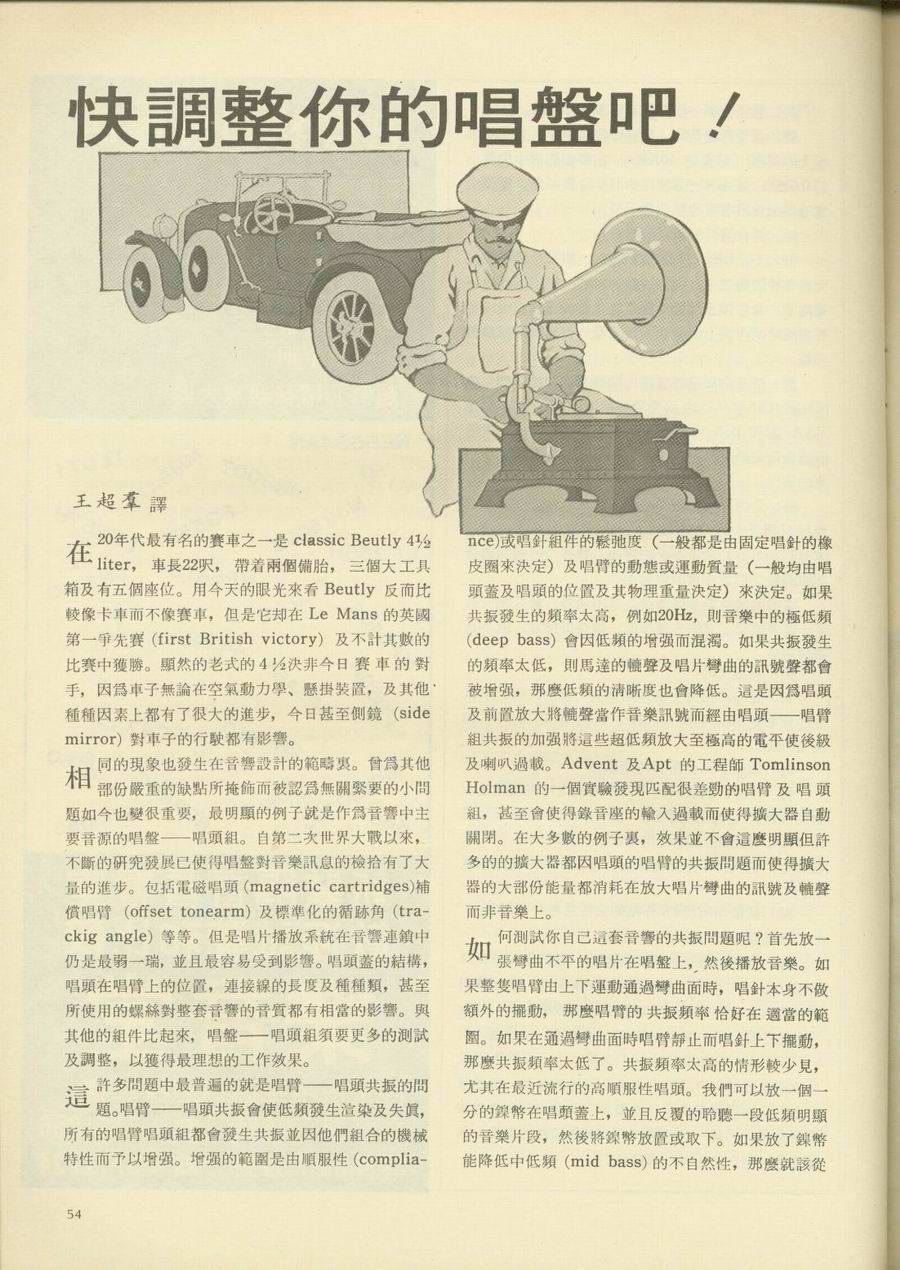 快調整你的唱盤吧！
王超羣 譯
在 20年代最有名的賽車之一是 classic Beutly 4½
liter， 車長22呎， 帶着兩個備胎， 三個大工具
箱及有五個座位。用今天的眼光來看 Beutly 反而比
較像卡車而不像賽車，但是它却在 Le Mans 的英國
第一爭先賽 (first British victory) 及不計其數的
比賽中獲勝。顯然的老式的 4 ½決非今日 賽 車 的 對
手，因爲車子無論在空氣動力學、懸掛裝置，及其他
種種因素上都有了很大的進步，今日甚至側鏡 (side
mirror) 對車子的行駛都有影響。
相 同的現象也發生在音響設計的範疇裏。曾爲其他
部份嚴重的缺點所掩飾而被認爲無關緊要的小問
題如今也變很重要，最明顯的例子就是作爲音響中主
要音源的唱盤——唱頭組。自第二次世界大戰以來，
不斷的研究發展已使得唱盤對音樂訊息的檢拾有了大
量的進步。包括電磁唱頭 (magnetic cartridges)補
償唱臂 (offset tonearm) 及標準化的循跡角 (tra-
ckig angle) 等等。但是唱片播放系統在音響連鎖中
仍是最弱一瑞，並且最容易受到影響。唱頭蓋的結構，
唱頭在唱臂上的位置，連接線的長度及種種類，甚至
所使用的螺絲對整套音響的音質都有相當的影響。與
其他的組件比起來，唱盤——唱頭組須要更多的測試
及調整，以獲得最理想的工作效果。
這 許多問題中最普遍的就是唱臂——唱頭共振的問
題。唱臂——唱頭共振會使低頻發生渲染及失眞，
所有的唱臂唱頭組都會發生共振並因他們組合的機械
特性而予以增强。增强的範圍是由順服性 (complia-
nce)或唱針組件的鬆弛度（一般都是由固定唱針的橡
皮圈來決定）及唱臂的動態或運動質量（一般均由唱
頭蓋及唱頭的位置及其物理重量決定）來決定。如果
共振發生的頻率太高，例如20Hz，則音樂中的極低頻
(deep bass) 會因低頻的增强而混濁。如果共振發生
的頻率太低，則馬達的轆聲及唱片彎曲的訊號聲都會
被增强，那麼低頻的清晰度也會降低。這是因爲唱頭
及前置放大將轆聲當作音樂訊號而經由唱頭——唱臂
組共振的加强將這些超低頻放大至極高的電平使後級
及喇叭過載。Advent 及Apt 的工程師 Tomlinson
Holman 的一個實驗發現匹配很差勁的唱臂 及 唱 頭
組，甚至會使得錄音座的輸入過載而使得擴大器自動
關閉。在大多數的例子裏，效果並不會這麼明顯但許
多的的擴大器都因唱頭的唱臂的共振問題而使得擴大
器的大部份能量都消耗在放大唱片彎曲的訊號及轆聲
而非音樂上。
如 何測試你自己這套音響的共振問題呢？首先放一
張彎曲不平的唱片在唱盤上，然後播放音樂。如
果整隻唱臂由上下運動通過彎曲面時，唱針本身不做
額外的擺動， 那麼唱臂的 共振頻率 恰好在 適當的範
圍。如果在通過彎曲面時唱臂靜止而唱針上下擺動，
那麼共振頻率太低了。共振頻率太高的情形較少見，
尤其在最近流行的高順服性唱頭。我們可以放一個一
分的鎳幣在唱頭蓋上，並且反覆的聆聽一段低頻明顯
的音樂片段，然後將鎳幣放置或取下。如果放了鎳幣
能降低中低頻 (mid bass) 的不自然性，那麼就該從
54